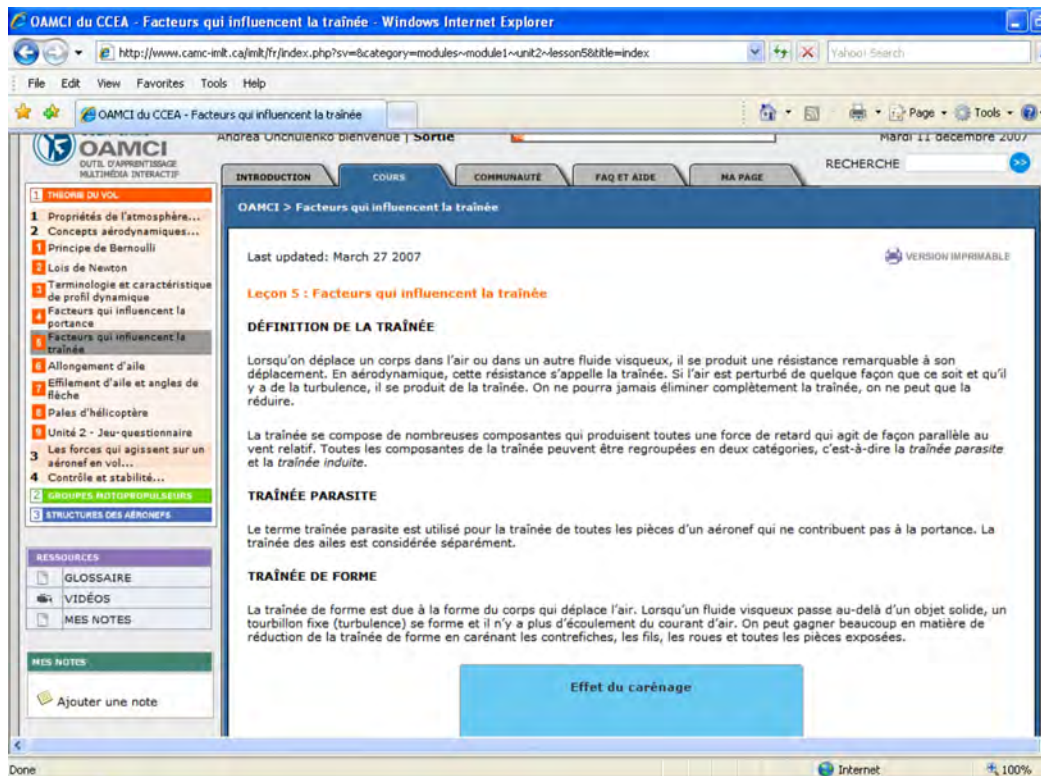 OAMCI du CCEA - Facteurs qui influencent la traînée - Windows Internet Explorer
http://www.camc-imlt.ca/imlt/fr/index.php?sv=8&category=modules~module1~unit2~lesson5&title=index
Yahoo! Search
File Edit View Favorites Tools Help
OAMCI du CCEA - Facteurs qui influencent la traînée
Page Tools
OAMCI
OUTIL D'APPRENTISSAGE
MULTIMÉDIA INTERACTIF
Andrea Onchulenko bienvenue | Sortie
Mardi 11 décembre 2007
RECHERCHE
INTRODUCTION COURS COMMUNAUTÉ FAQ ET AIDE MA PAGE
OAMCI > Facteurs qui influencent la traînée
1 THÉORIE DU VOL
1 Propriétés de l'atmosphère...
2 Concepts aérodynamiques...
1 Principe de Bernoulli
2 Lois de Newton
3 Terminologie et caractéristique
de profil dynamique
4 Facteurs qui influencent la
portance
5 Facteurs qui influencent la
traînée
6 Allongement d'aile
7 Effilement d'aile et angles de
flèche
8 Pales d'hélicoptère
9 Unité 2 - Jeu-questionnaire
3 Les forces qui agissent sur un
aéronef en vol...
4 Contrôle et stabilité...
2 GROUPES MOTOPROPULSEURS
3 STRUCTURES DES AÉRONEFS
RESSOURCES
GLOSSAIRE
VIDÉOS
MES NOTES
MES NOTES
Ajouter une note
Last updated: March 27 2007
VERSION IMPRIMABLE
Leçon 5 : Facteurs qui influencent la traînée
DÉFINITION DE LA TRAÎNÉE
Lorsqu'on déplace un corps dans l'air ou dans un autre fluide visqueux, il se produit une résistance remarquable à son
déplacement. En aérodynamique, cette résistance s'appelle la traînée. Si l'air est perturbé de quelque façon que ce soit et qu'il
y a de la turbulence, il se produit de la traînée. On ne pourra jamais éliminer complètement la traînée, on ne peut que la
réduire.
La traînée se compose de nombreuses composantes qui produisent toutes une force de retard qui agit de façon parallèle au
vent relatif. Toutes les composantes de la traînée peuvent être regroupées en deux catégories, c'est-à-dire la traînée parasite
et la traînée induite.
TRAÎNÉE PARASITE
Le terme traînée parasite est utilisé pour la traînée de toutes les pièces d'un aéronef qui ne contribuent pas à la portance. La
traînée des ailes est considérée séparément.
TRAÎNÉE DE FORME
La traînée de forme est due à la forme du corps qui déplace l'air. Lorsqu'un fluide visqueux passe au-delà d'un objet solide, un
tourbillon fixe (turbulence) se forme et il n'y a plus d'écoulement du courant d'air. On peut gagner beaucoup en matière de
réduction de la traînée de forme en carénant les contrefiches, les fils, les roues et toutes les pièces exposées.
Effet du carénage
Done
Internet
100%